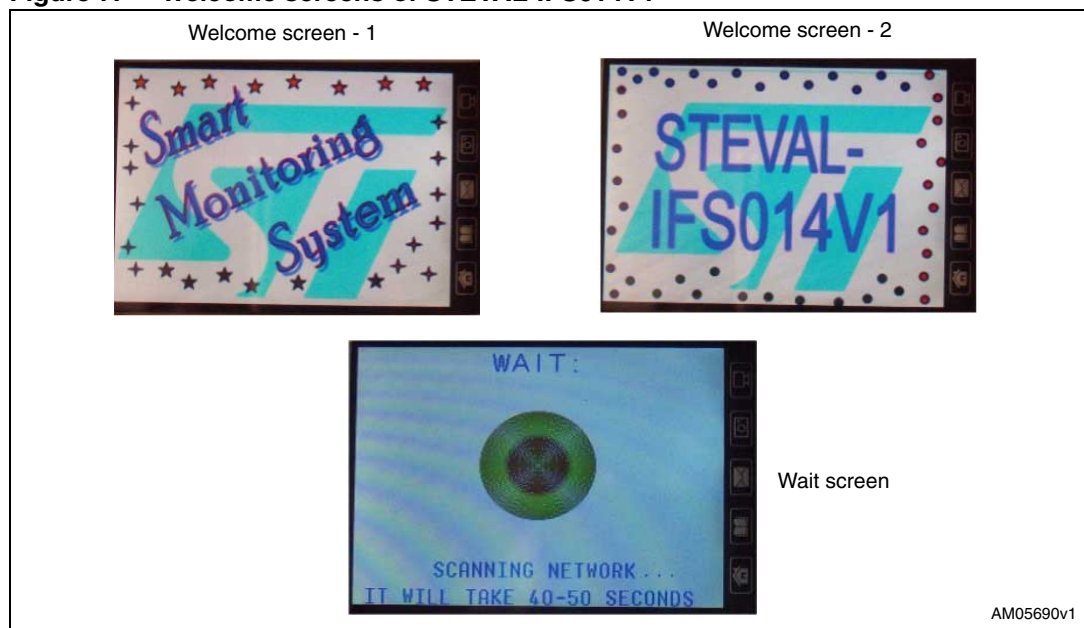 Welcome screen - 1
Welcome screen - 2
Smart
Monitoring
System
STEVAL-
IFS014V1
WAIT:
SCANNING NETWORK...
IT WILL TAKE 40-50 SECONDS
Wait screen
AM05690v1